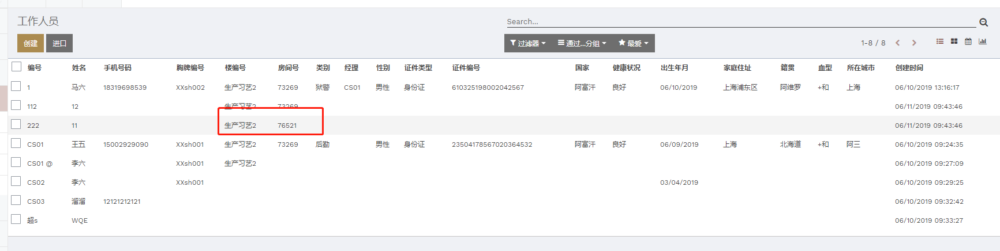 工作人员
Search...
创建 进口 过滤器 通过...分组 最爱 1-8 / 8
编号 姓名 手机号码 胸牌编号 楼编号 房间号 类别 经理 性别 证件类型 证件编号 国家 健康状况 出生年月 家庭住址 籍贯 血型 所在城市 创建时间
1 马六 18319698539 XXsh002 生产习艺2 73269 狱警 CS01 男性 身份证 610325198002042567 阿富汗 良好 06/10/2019 上海浦东区 阿维罗 +和 上海 06/10/2019 13:16:17
112 12 生产习艺2 73269 06/11/2019 09:43:46
222 11 生产习艺2 76521 06/11/2019 09:43:46
CS01 王五 15002929090 XXsh001 生产习艺2 73269 后勤 男性 身份证 23504178567020364532 阿富汗 良好 06/09/2019 上海 北海道 +和 阿三 06/10/2019 09:24:35
CS01 @ 李六 XXsh001 生产习艺2 06/10/2019 09:27:09
CS02 李六 XXsh001 03/04/2019 06/10/2019 09:29:25
CS03 溜溜 12121212121 06/10/2019 09:32:42
超s WQE 06/10/2019 09:33:27